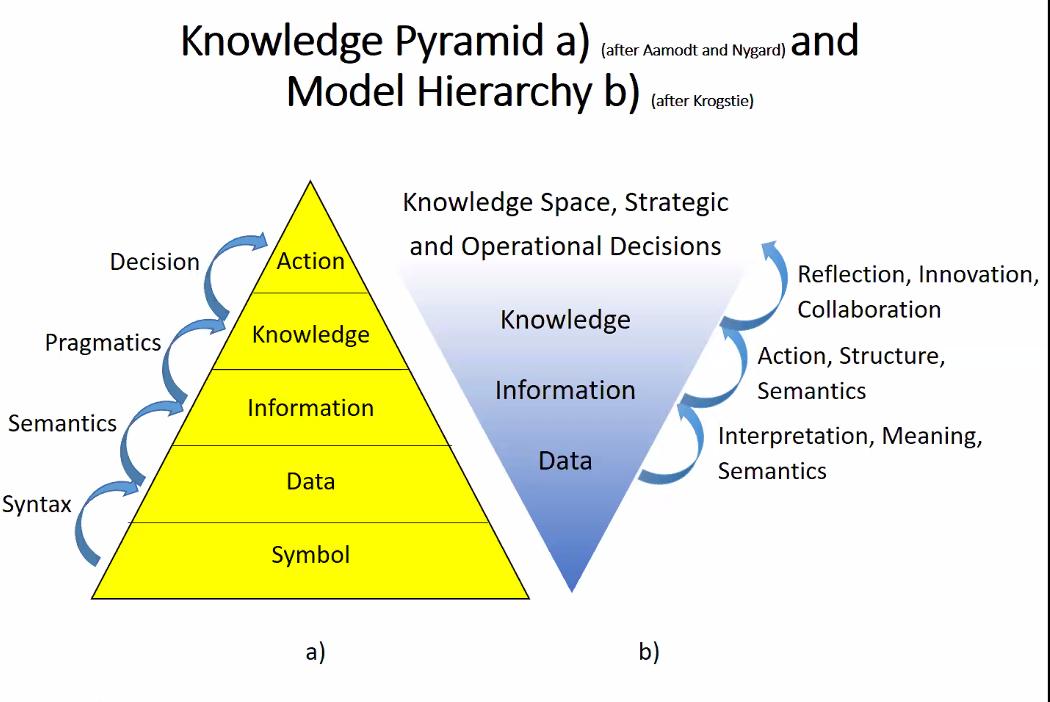 Knowledge Pyramid a) (after Aamodt and Nygard) and
Model Hierarchy b) (after Krogstie)
Decision
Pragmatics
Semantics
Syntax
Action
Knowledge
Information
Data
Symbol
a)
Knowledge Space, Strategic
and Operational Decisions
Knowledge
Information
Data
Reflection, Innovation,
Collaboration
Action, Structure,
Semantics
Interpretation, Meaning,
Semantics
b)